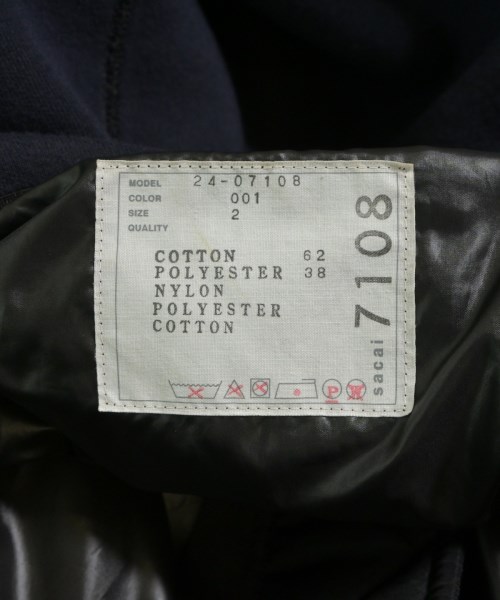 MODEL 24-07108
COLOR 001
SIZE 2
QUALITY
COTTON 62
POLYESTER 38
NYLON
POLYESTER
COTTON
P W
sacai 7108